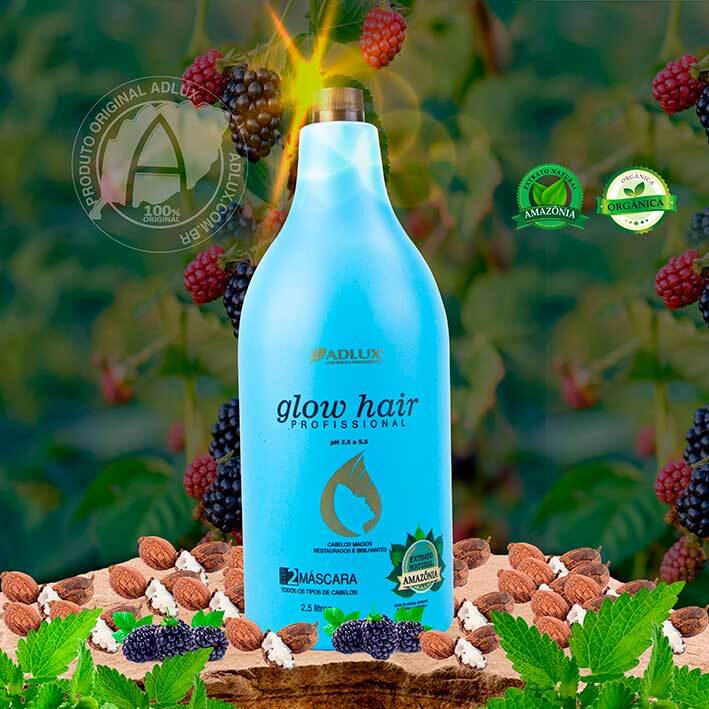 PRODUTO ORIGINAL ADLUX
ADLUX.COM.BR
A
100%
ORIGINAL
EXTRATO NATURAL
AMAZÔNIA
ORGÂNICA
ORGÂNICA
ADLUX
glow hair
PROFISSIONAL
pH 2.5 a 5.5
CABELOS MACIOS
RESTAURADOS E BRILHANTES
2 MÁSCARA
TODOS OS TIPOS DE CABELOS
2,5 litros
EXTRATO
NATURAL
AMAZÔNIA